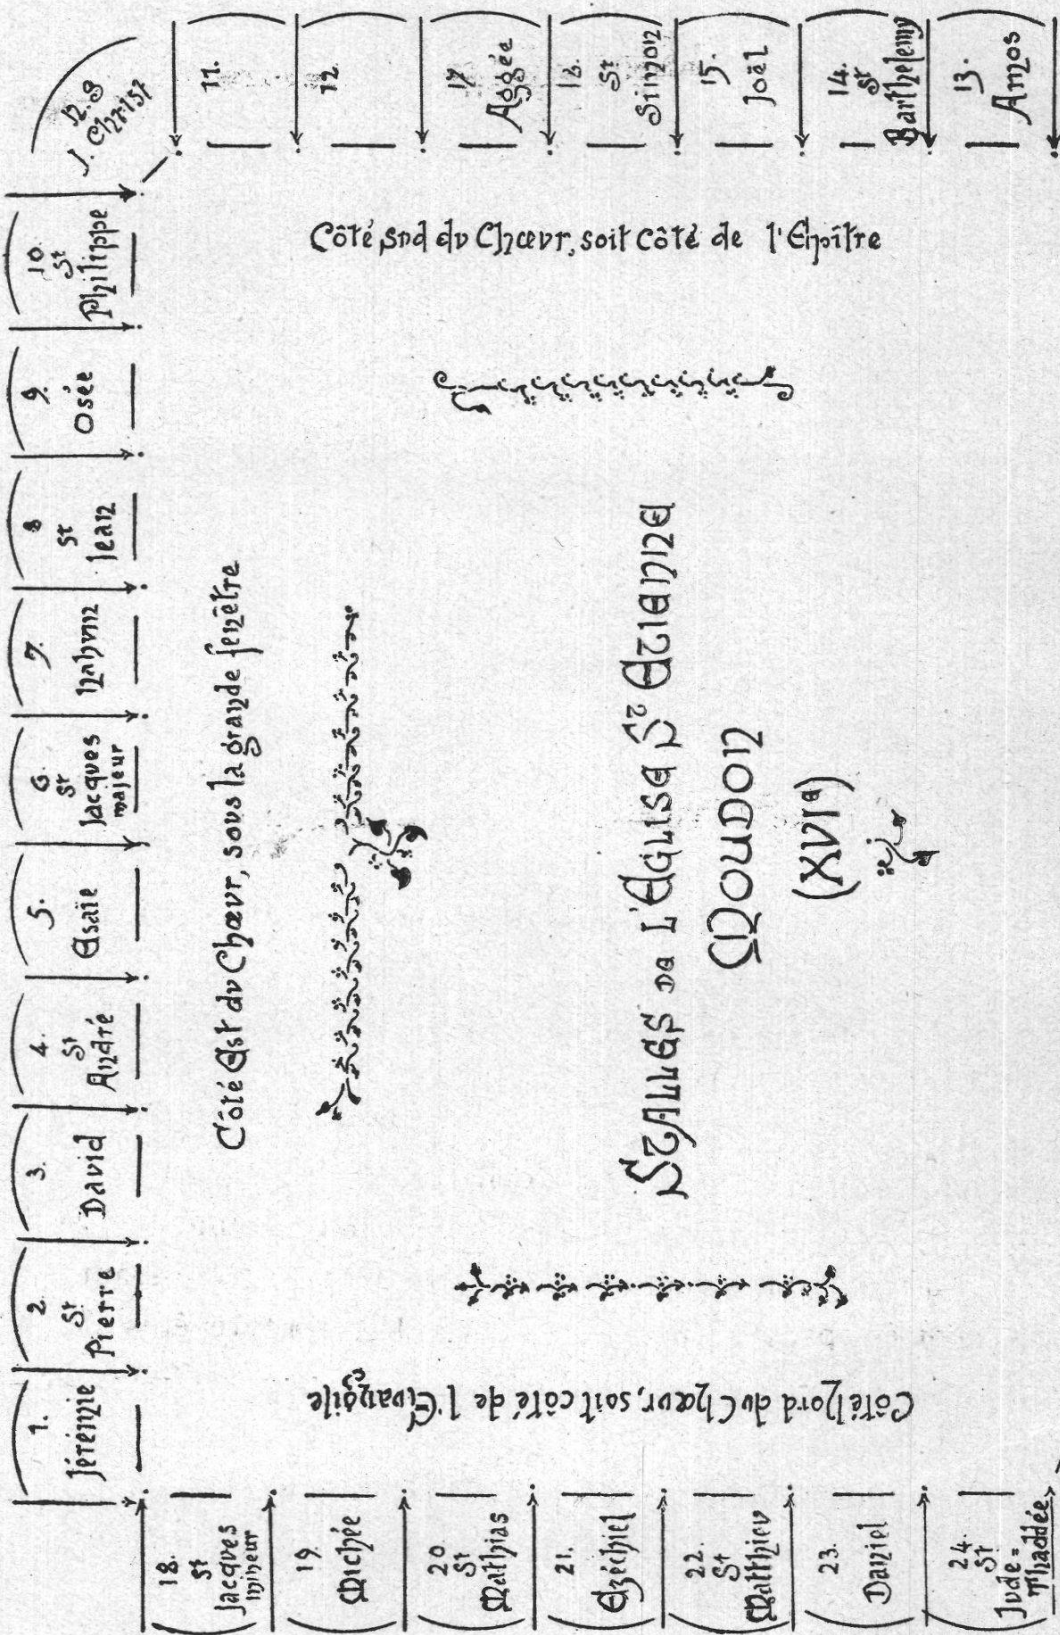 1.
Jérémie
2.
St
Pierre
3.
David
4.
St
André
5.
Esaïe
6.
St
Jacques
majeur
7.
Nahum
8
St
Jean
9.
Osée
10
St
Philippe
N.S
J. Christ
11.
12
17
Aggée
16.
St
Simon
15.
Joël
14.
St
Barthelemy
13.
Amos
Côté Est du Chœur, sous la grande fenêtre
Côté sud du Chœur, soit côté de l'Epître
Stalles de l'Eglise St Etienne
Moudon
(XVIe)
Côté Nord du Chœur, soit côté de l'Evangile
18.
St
Jacques
mineur
19.
Michée
20
St
Mathias
21.
Ezéchiel
22.
St
Matthieu
23.
Daniel
24.
St
Jude=
Thaddée